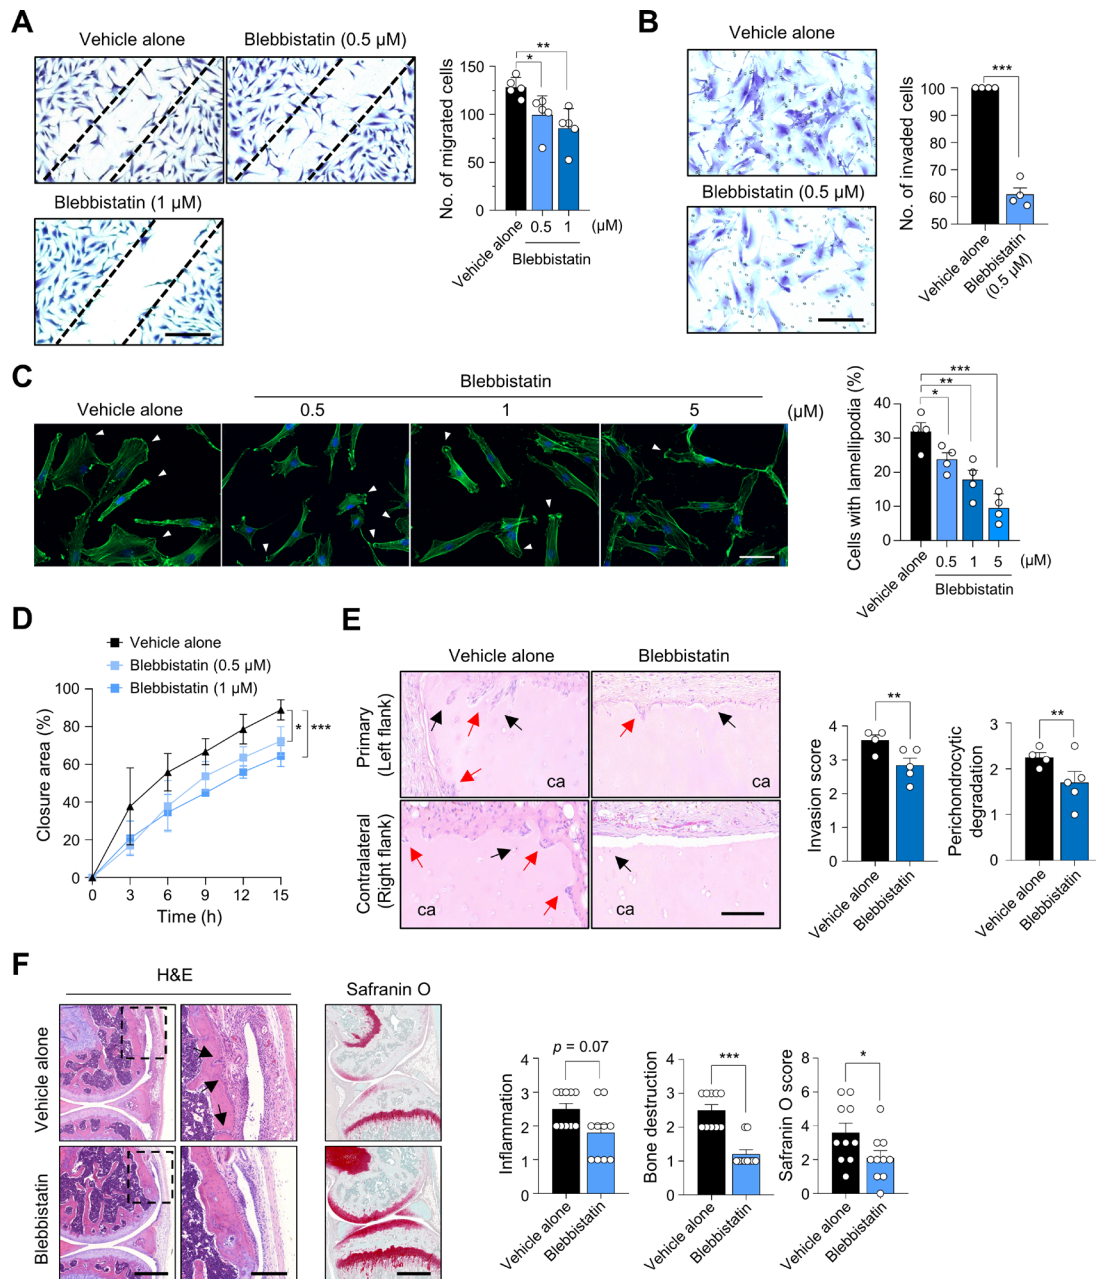 A
Vehicle alone
Blebbistatin (0.5 µM)
Blebbistatin (1 µM)
No. of migrated cells
150
100
50
0
*
**
Vehicle alone
0.5
1
(µM)
Blebbistatin
B
Vehicle alone
Blebbistatin (0.5 µM)
No. of invaded cells
100
90
80
70
60
50
***
Vehicle alone
Blebbistatin
(0.5 µM)
C
Blebbistatin
Vehicle alone
0.5
1
5
(µM)
Cells with lamellipodia (%)
40
30
20
10
0
***
**
*
Vehicle alone
0.5
1
5
(µM)
Blebbistatin
D
Vehicle alone
Blebbistatin (0.5 µM)
Blebbistatin (1 µM)
Closure area (%)
100
80
60
40
20
0
0
3
6
9
12
15
Time (h)
*
***
E
Vehicle alone
Blebbistatin
Primary
(Left flank)
Contralateral
(Right flank)
ca
ca
ca
ca
Invasion score
4
3
2
1
0
**
Vehicle alone
Blebbistatin
Perichondrocytic
degradation
3
2
1
0
**
Vehicle alone
Blebbistatin
F
H&E
Safranin O
Vehicle alone
Blebbistatin
Inflammation
4
3
2
1
0
p = 0.07
Vehicle alone
Blebbistatin
Bone destruction
4
3
2
1
0
***
Vehicle alone
Blebbistatin
Safranin O score
8
6
4
2
0
*
Vehicle alone
Blebbistatin